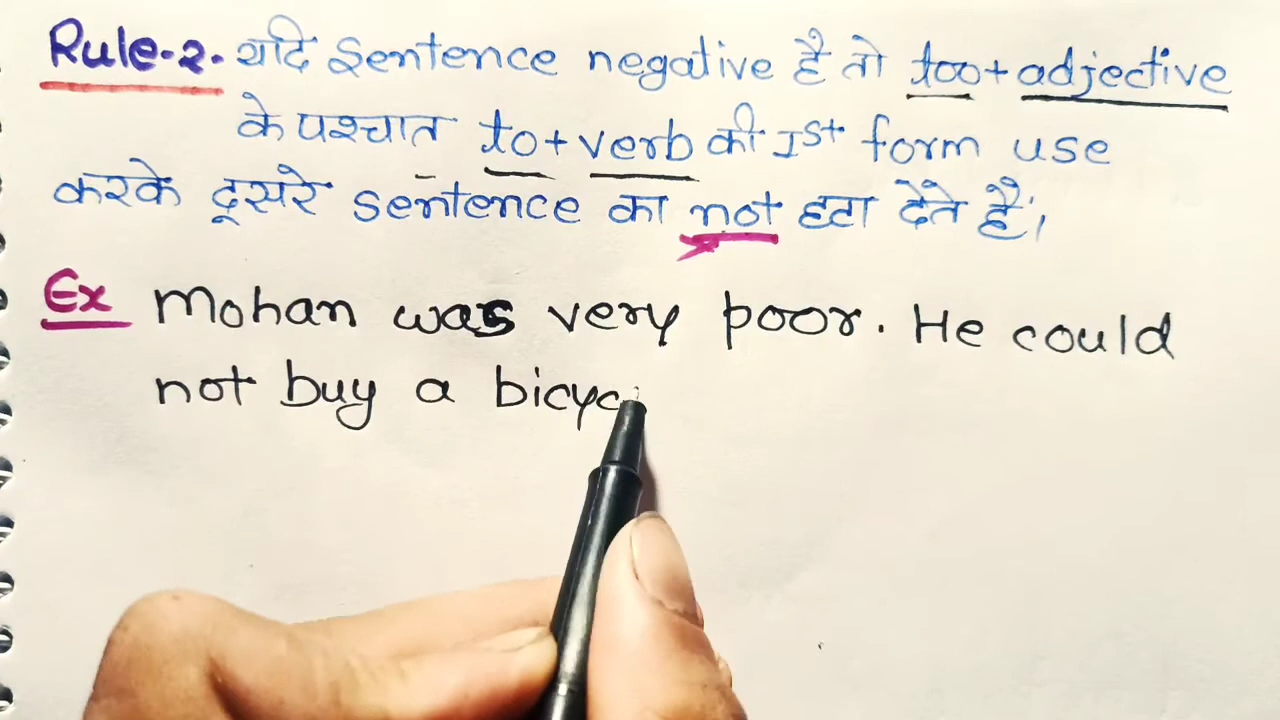 Rule-2. यदि Sentence negative है तो too + adjective
के पश्चात to + verb की Ist form use
करके दूसरे sentence का not हटा देते हैं।
Ex Mohan was very poor. He could
not buy a bicyc